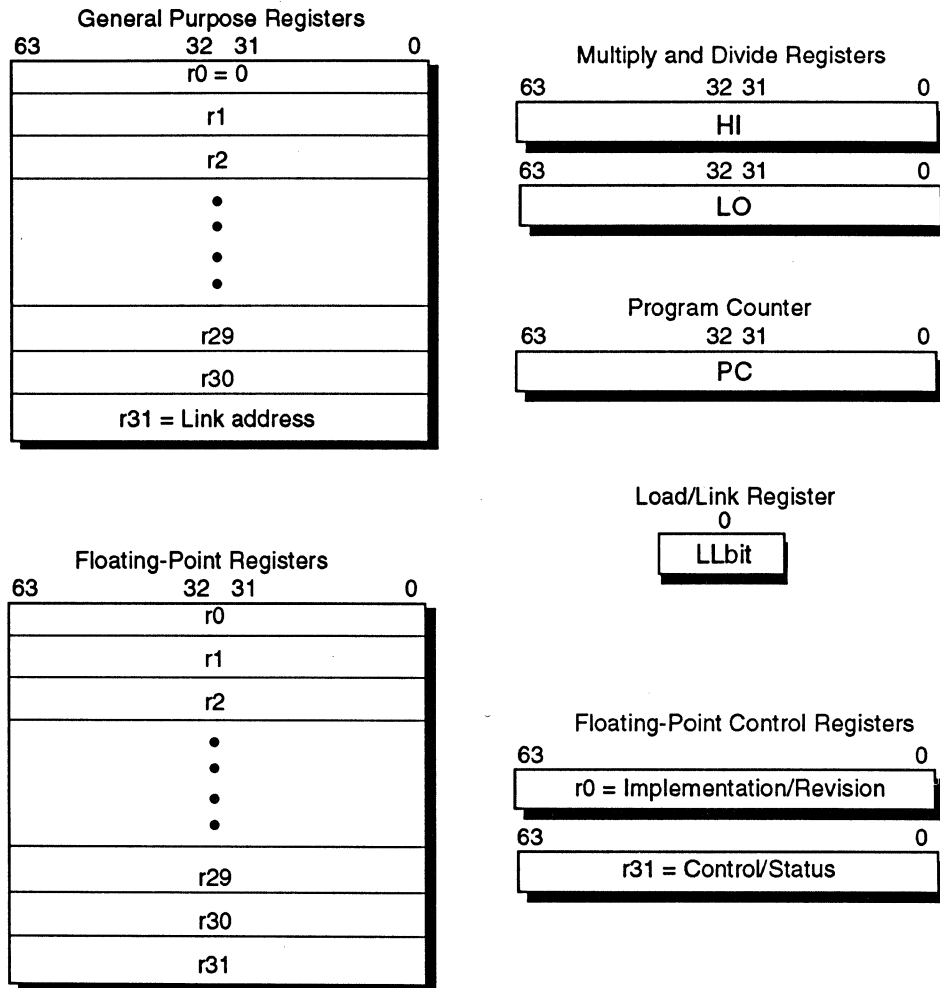 General Purpose Registers
63 32 31 0
r0 = 0
r1
r2
r29
r30
r31 = Link address
Multiply and Divide Registers
63 32 31 0
HI
63 32 31 0
LO
Program Counter
63 32 31 0
PC
Load/Link Register
0
LLbit
Floating-Point Registers
63 32 31 0
r0
r1
r2
r29
r30
r31
Floating-Point Control Registers
63 0
r0 = Implementation/Revision
63 0
r31 = Control/Status